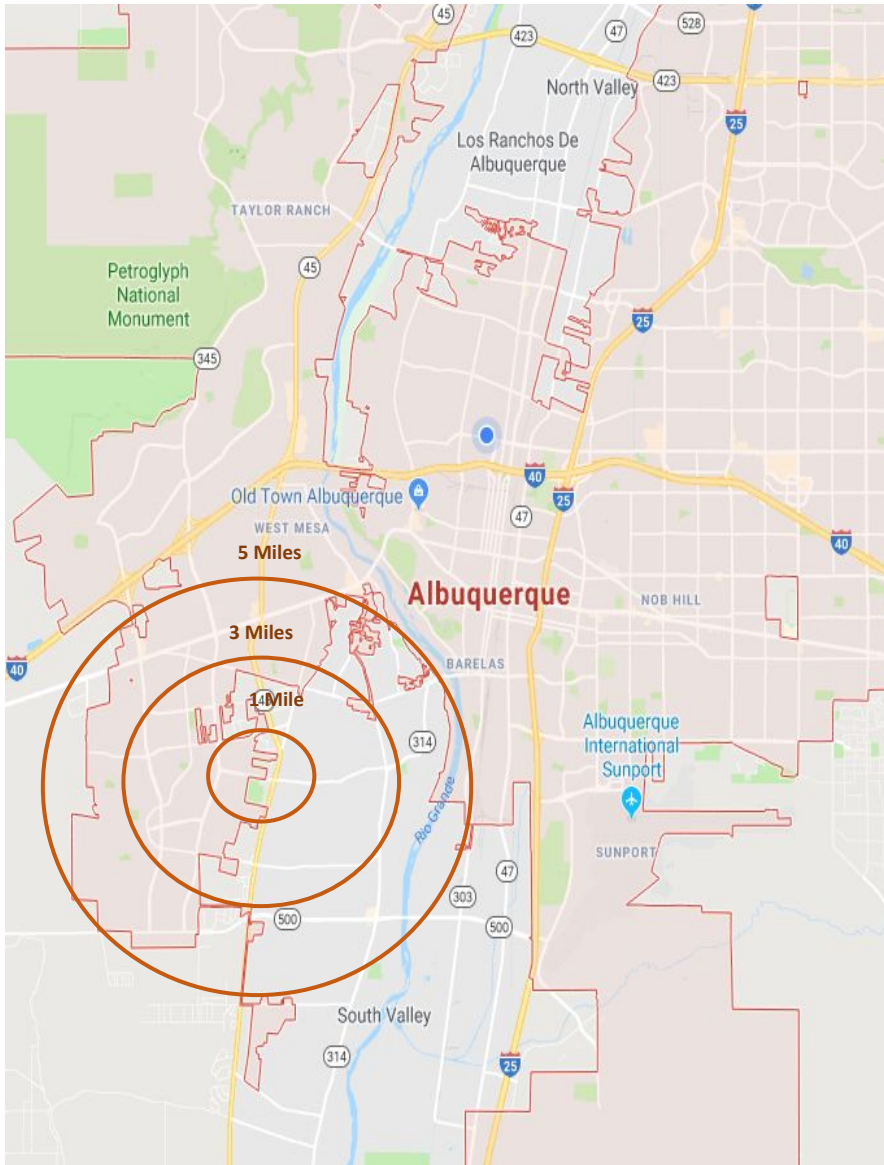 45
47
528
423
423
North Valley
25
Los Ranchos De
Albuquerque
TAYLOR RANCH
45
Petroglyph
National
Monument
25
345
40
Old Town Albuquerque
25
47
WEST MESA
40
5 Miles
Albuquerque
NOB HILL
3 Miles
BARELAS
40
1 Mile
45
314
Albuquerque
International
Sunport
Rio Grande
SUNPORT
47
303
500
500
South Valley
314
25